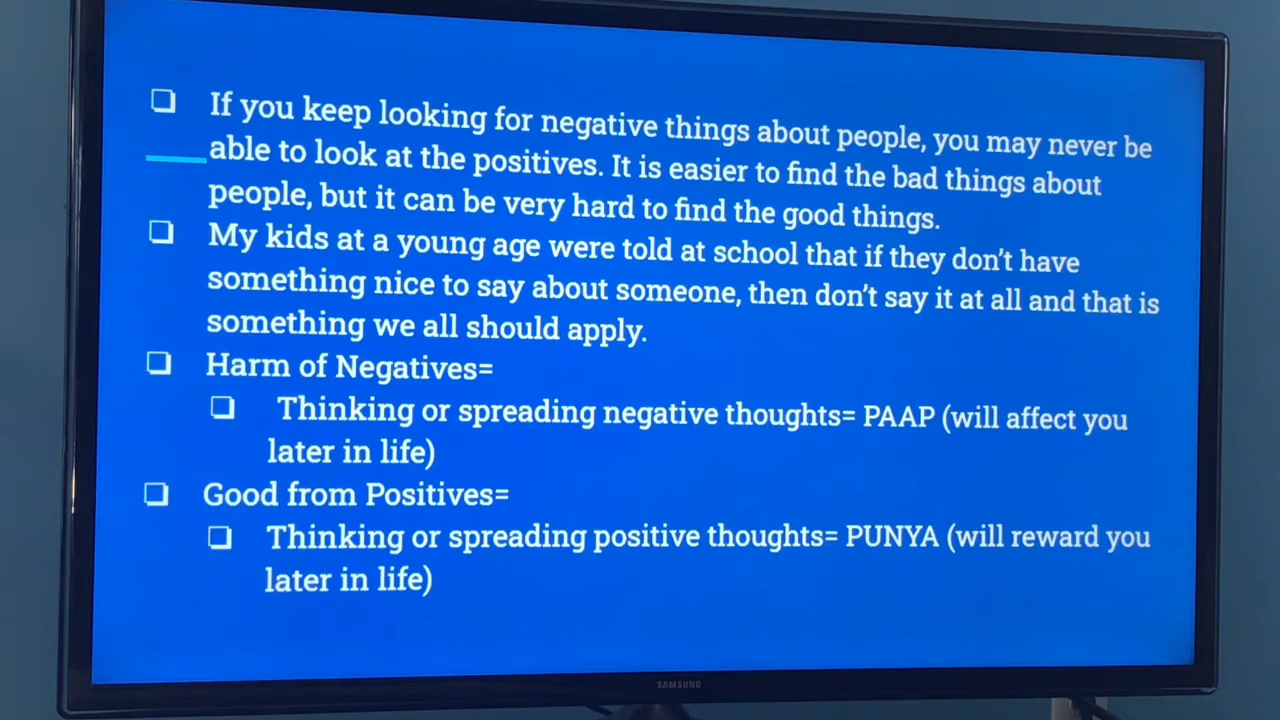 If you keep looking for negative things about people, you may never be
able to look at the positives. It is easier to find the bad things about
people, but it can be very hard to find the good things.
My kids at a young age were told at school that if they don't have
something nice to say about someone, then don't say it at all and that is
something we all should apply.
Harm of Negatives=
Thinking or spreading negative thoughts= PAAP (will affect you
later in life)
Good from Positives=
Thinking or spreading positive thoughts= PUNYA (will reward you
later in life)
SAMSUNG